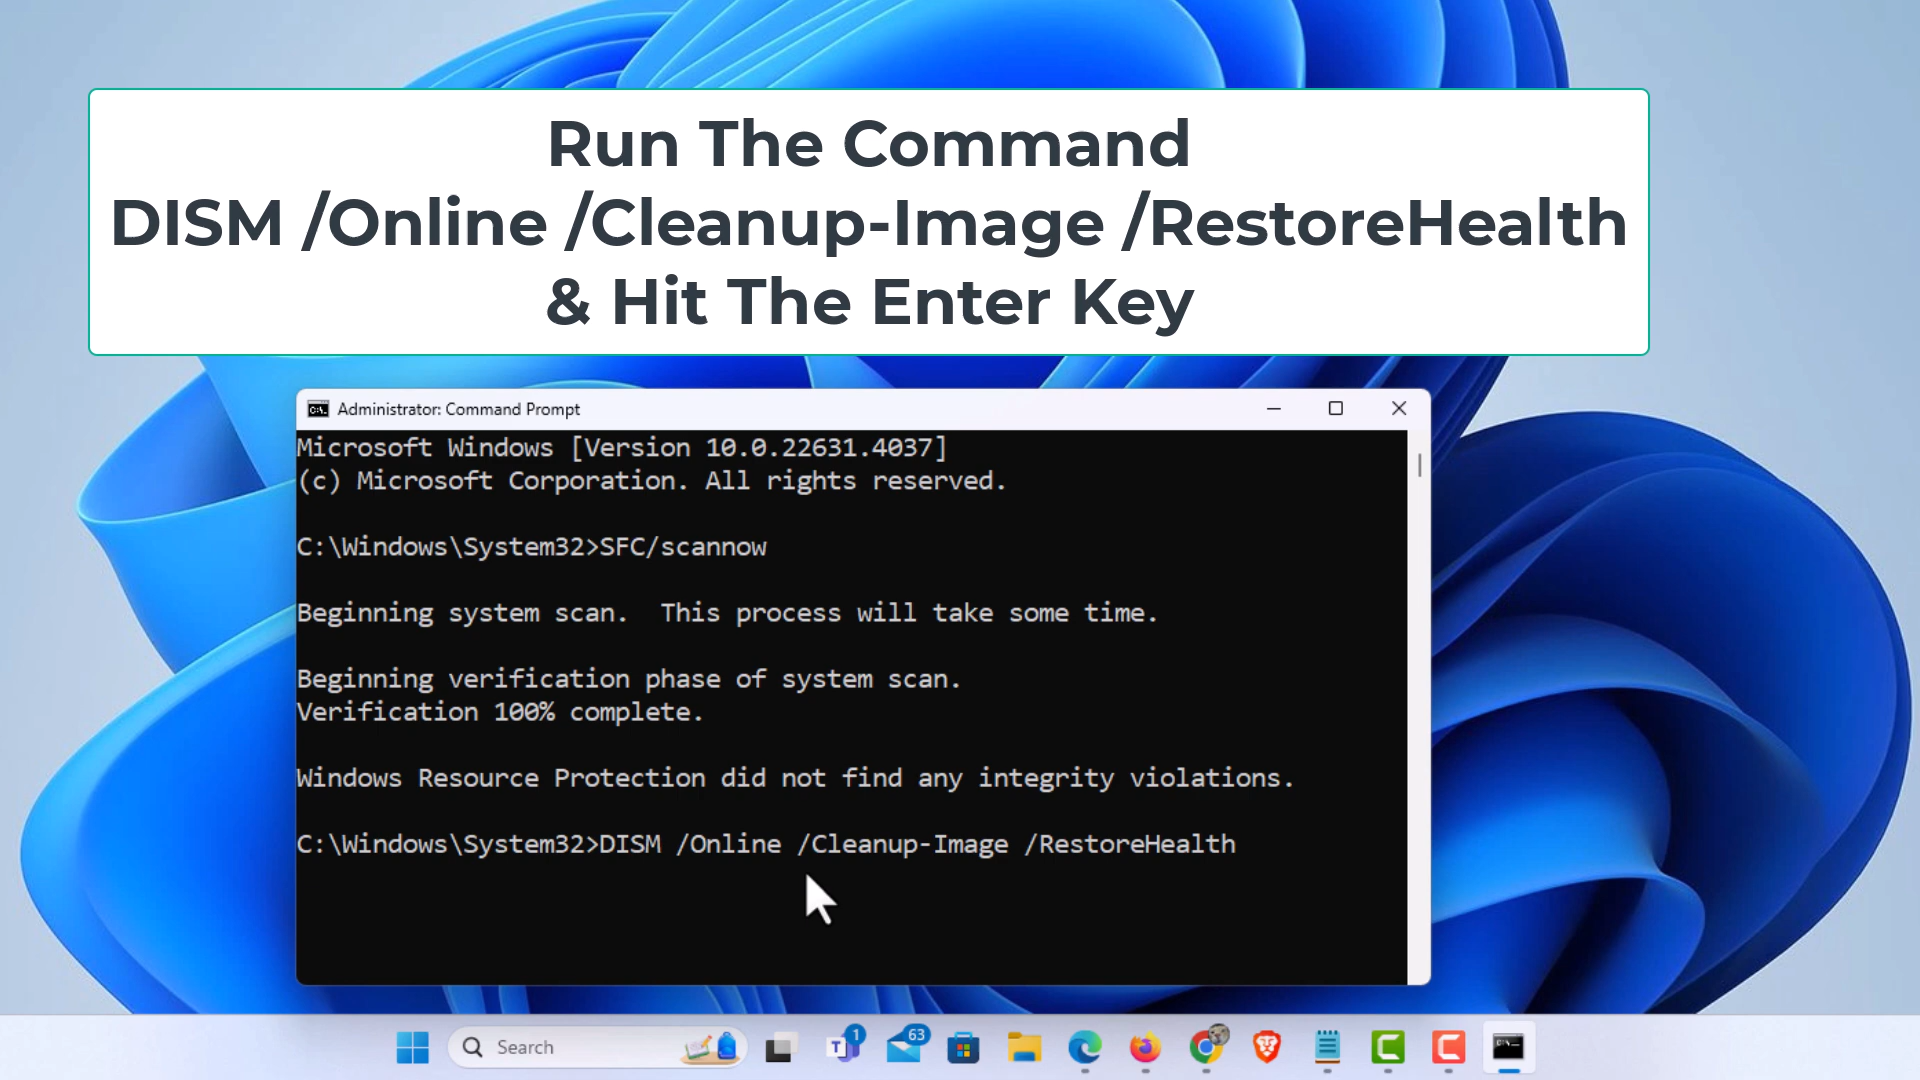 Run The Command
DISM /Online /Cleanup-Image /RestoreHealth
& Hit The Enter Key
Administrator: Command Prompt
Microsoft Windows [Version 10.0.22631.4037]
(c) Microsoft Corporation. All rights reserved.
C:\Windows\System32>SFC/scannow
Beginning system scan.  This process will take some time.
Beginning verification phase of system scan.
Verification 100% complete.
Windows Resource Protection did not find any integrity violations.
C:\Windows\System32>DISM /Online /Cleanup-Image /RestoreHealth
Search
1
63